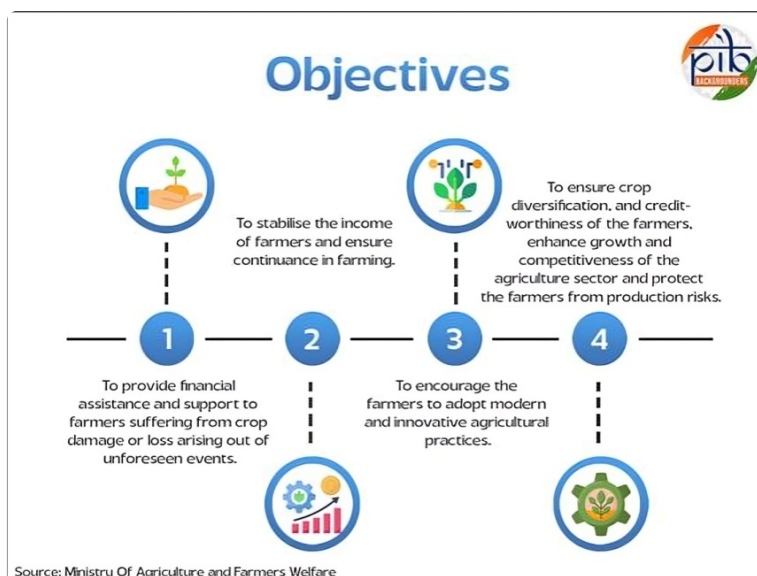 Objectives
pib
BACKGROUNDERS
1
To provide financial
assistance and support to
farmers suffering from crop
damage or loss arising out of
unforeseen events.
2
To stabilise the income
of farmers and ensure
continuance in farming.
3
To encourage the
farmers to adopt modern
and innovative agricultural
practices.
4
To ensure crop
diversification, and credit-
worthiness of the farmers,
enhance growth and
competitiveness of the
agriculture sector and protect
the farmers from production risks.
Source: Ministry Of Agriculture and Farmers Welfare